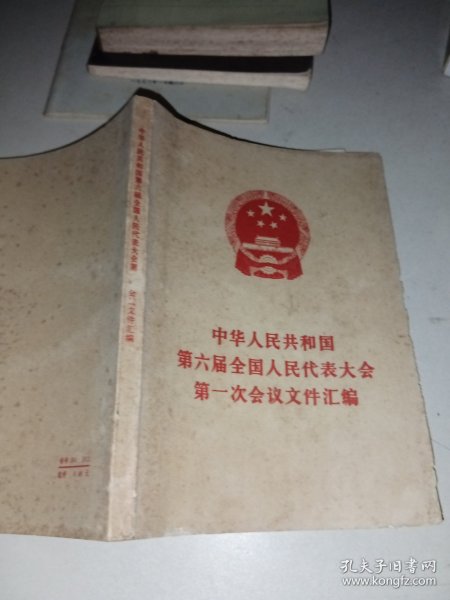 中华人民共和国
第六届全国人民代表大会
第一次会议文件汇编
中华人民共和国第六届全国人民代表大会第
会议文件汇编
孔夫子旧书网
www.kongfz.com